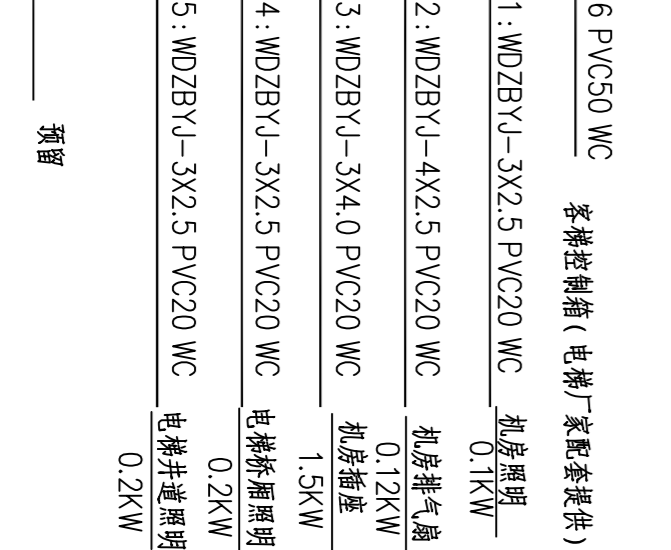 6 PVC50 WC
客梯控制箱(电梯厂家配套提供)
1:WDZBYJ-3X2.5 PVC20 WC
机房照明
0.1KW
2:WDZBYJ-4X2.5 PVC20 WC
机房排气扇
0.12KW
3:WDZBYJ-3X4.0 PVC20 WC
机房插座
1.5KW
4:WDZBYJ-3X2.5 PVC20 WC
电梯桥厢照明
0.2KW
5:WDZBYJ-3X2.5 PVC20 WC
电梯井道照明
0.2KW
预留